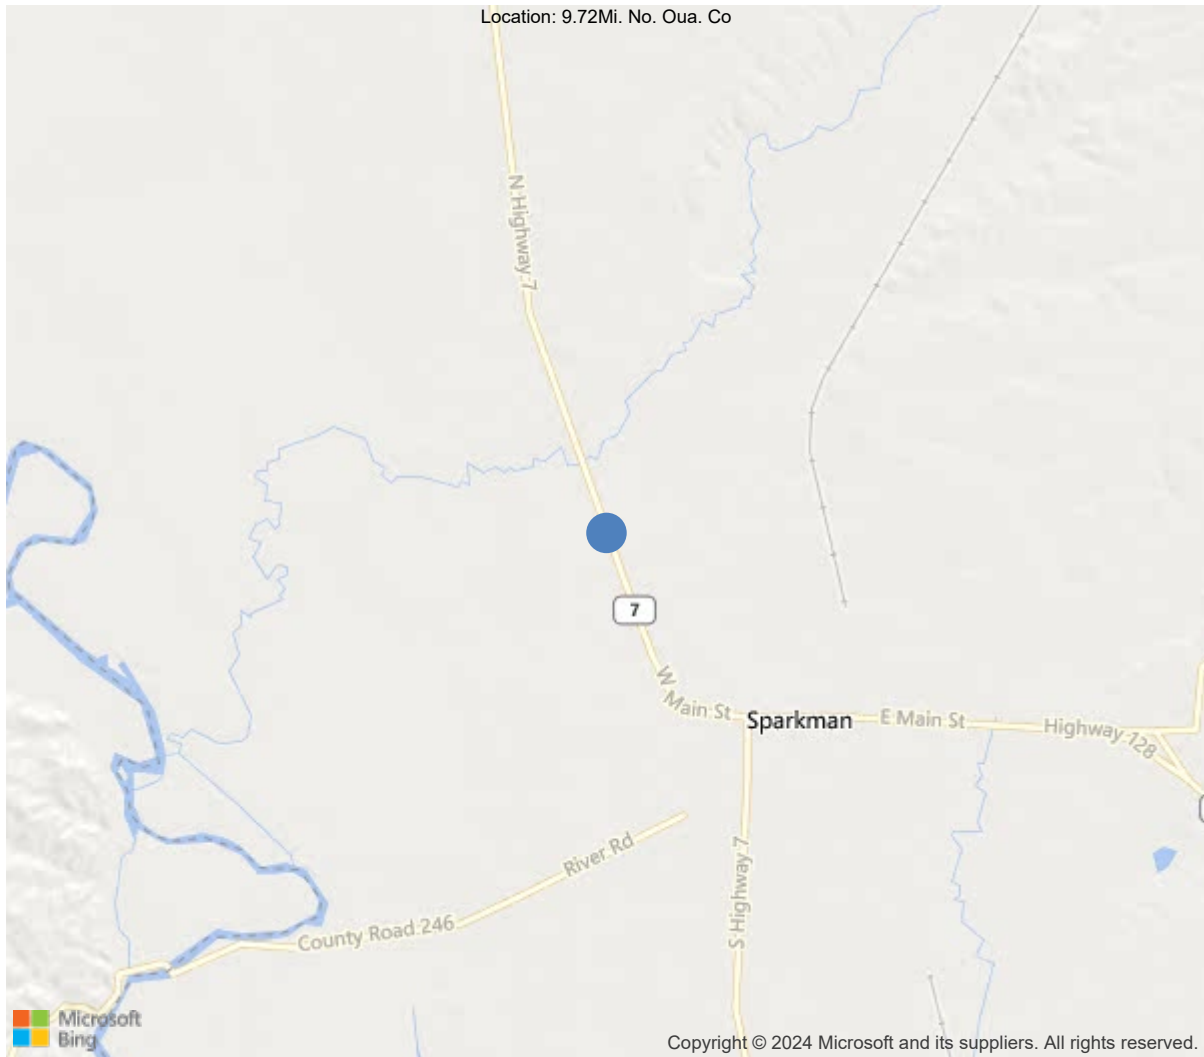 Location: 9.72Mi. No. Oua. Co
N Highway 7
7
W Main St
Sparkman
E Main St
Highway 128
River Rd
County Road 246
S Highway 7
Microsoft
Bing
Copyright © 2024 Microsoft and its suppliers. All rights reserved.